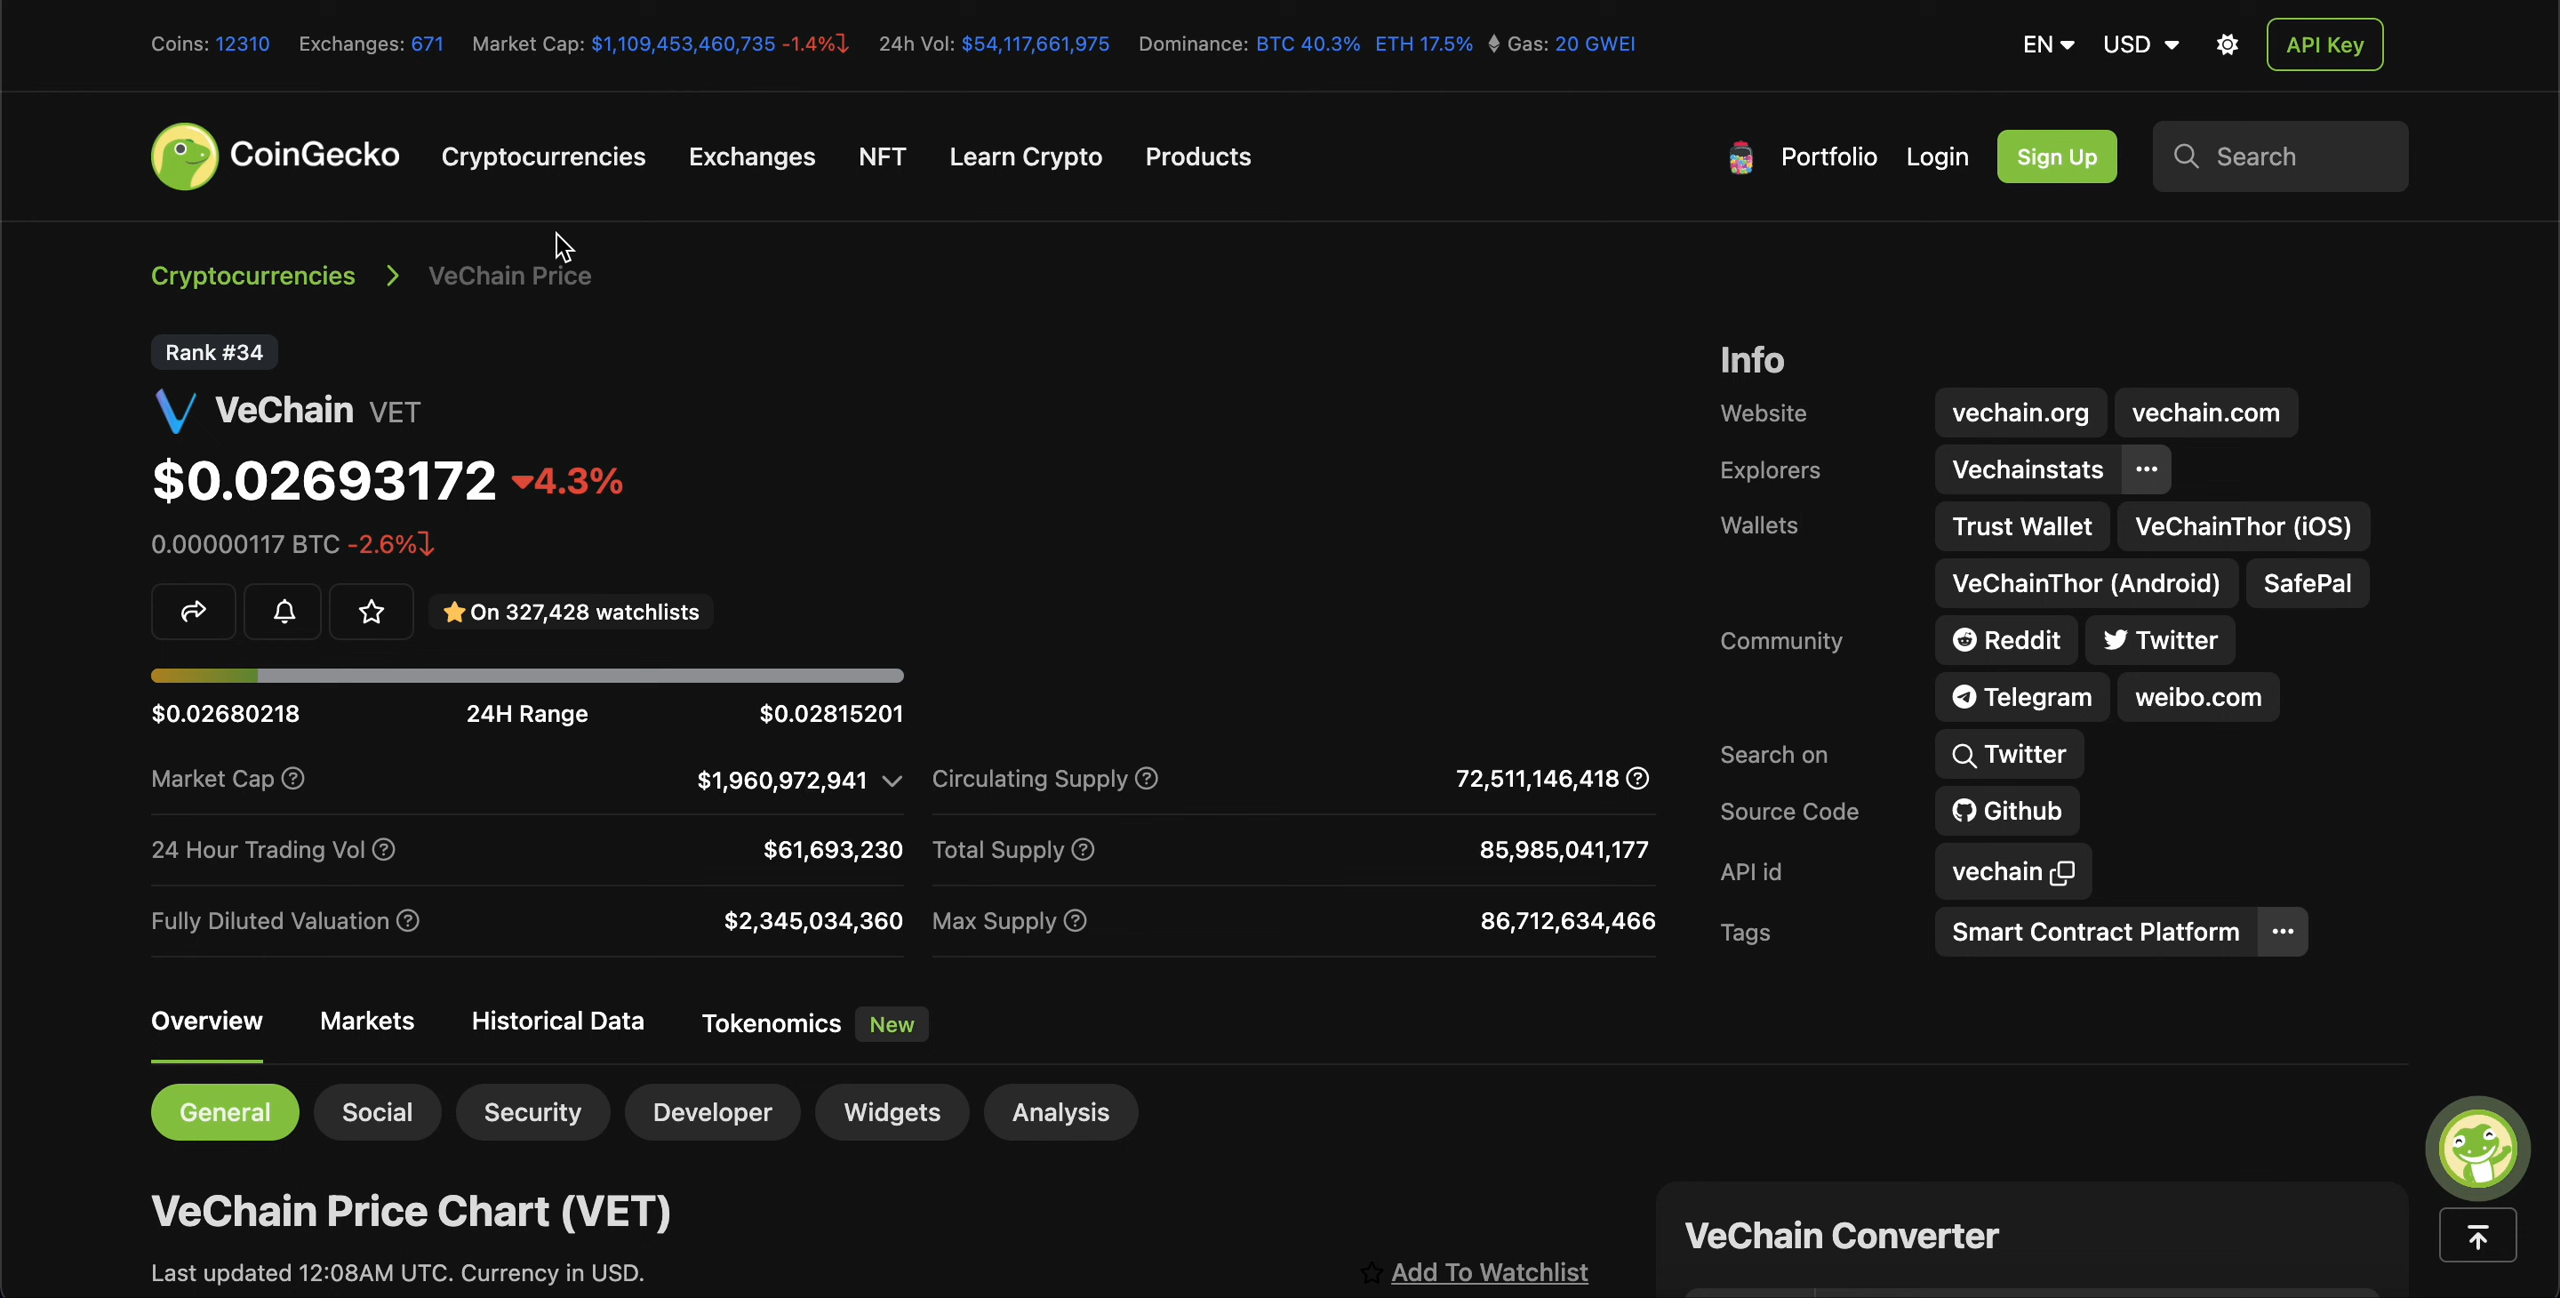 Coins: 12310 Exchanges: 671 Market Cap: $1,109,453,460,735 -1.4% 24h Vol: $54,117,661,975 Dominance: BTC 40.3% ETH 17.5% Gas: 20 GWEI EN USD API Key
CoinGecko Cryptocurrencies Exchanges NFT Learn Crypto Products Portfolio Login Sign Up Search
Cryptocurrencies VeChain Price
Rank #34
VeChain VET
$0.02693172 4.3%
0.00000117 BTC -2.6%
On 327,428 watchlists
$0.02680218 24H Range $0.02815201
Market Cap $1,960,972,941
24 Hour Trading Vol $61,693,230
Fully Diluted Valuation $2,345,034,360
Circulating Supply 72,511,146,418
Total Supply 85,985,041,177
Max Supply 86,712,634,466
Info
Website vechain.org vechain.com
Explorers Vechainstats
Wallets Trust Wallet VeChainThor (iOS)
VeChainThor (Android) SafePal
Community Reddit Twitter
Telegram weibo.com
Search on Twitter
Source Code Github
API id vechain
Tags Smart Contract Platform
Overview Markets Historical Data Tokenomics New
General Social Security Developer Widgets Analysis
VeChain Price Chart (VET)
Last updated 12:08AM UTC. Currency in USD.
Add To Watchlist
VeChain Converter